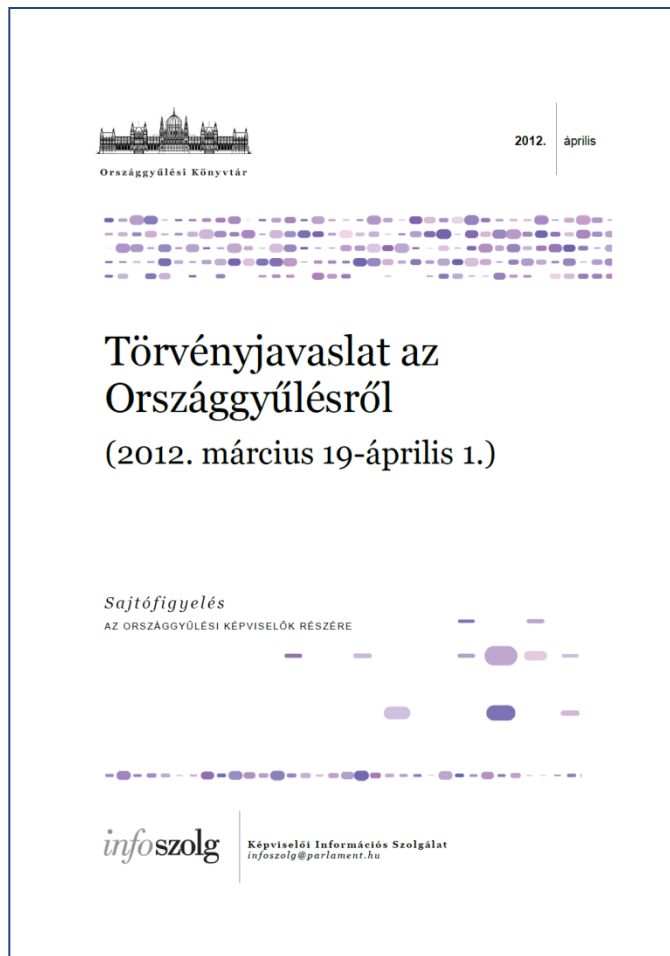 Országgyűlési Könyvtár
2012. április
Törvényjavaslat az
Országgyűlésről
(2012. március 19-április 1.)
Sajtófigyelés
AZ ORSZÁGGYŰLÉSI KÉPVISELŐK RÉSZÉRE
infoszolg
Képviselői Információs Szolgálat
infoszolg@parlament.hu